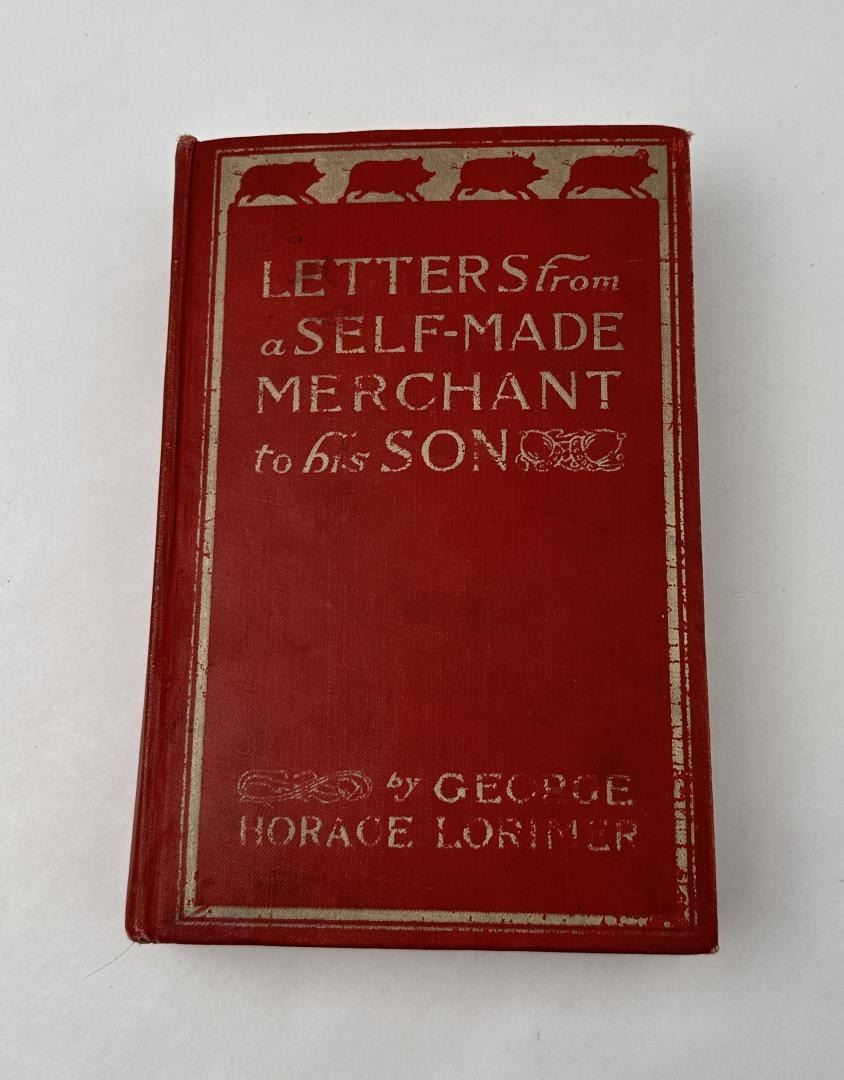 LETTERS from
a SELF-MADE
MERCHANT
to his SON
by GEORGE
HORACE LORIMER